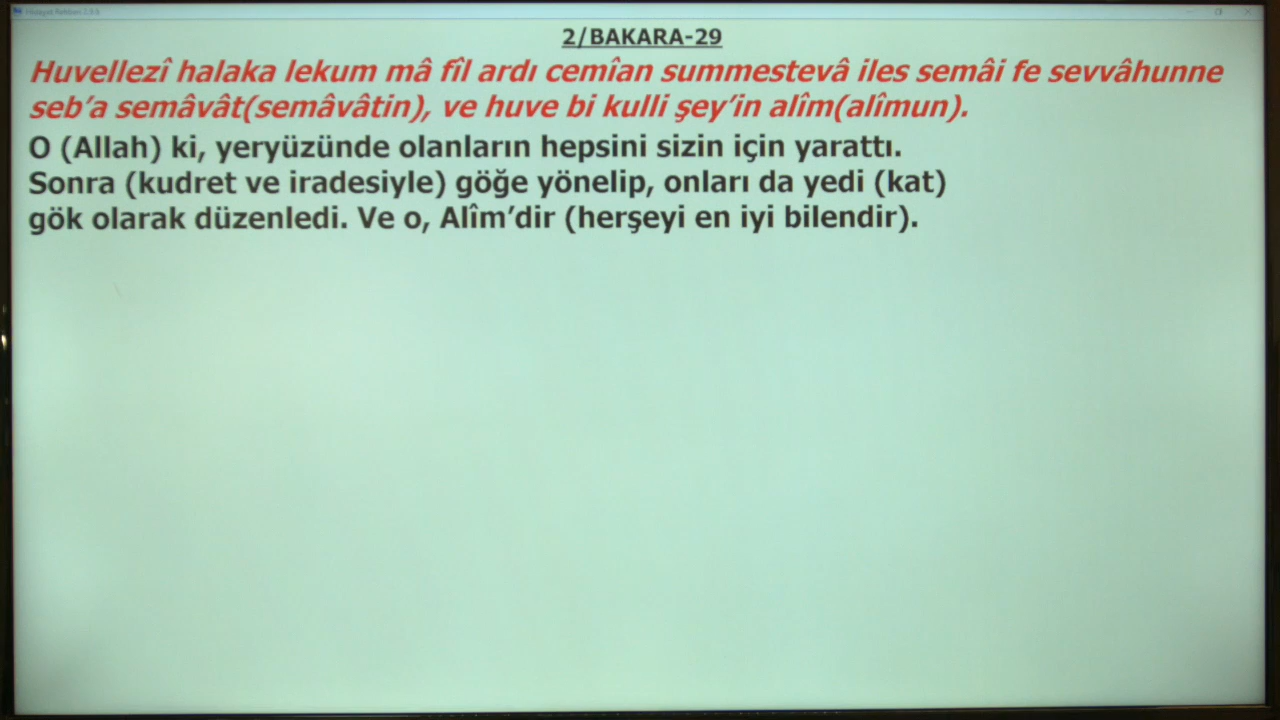 2/BAKARA-29
Huvellezî halaka lekum mâ fîl ardı cemîan summestevâ iles semâi fe sevvâhunne
seb’a semâvât(semâvâtin), ve huve bi kulli şey’in alîm(alîmun).
O (Allah) ki, yeryüzünde olanların hepsini sizin için yarattı.
Sonra (kudret ve iradesiyle) göğe yönelip, onları da yedi (kat)
gök olarak düzenledi. Ve o, Alîm’dir (herşeyi en iyi bilendir).